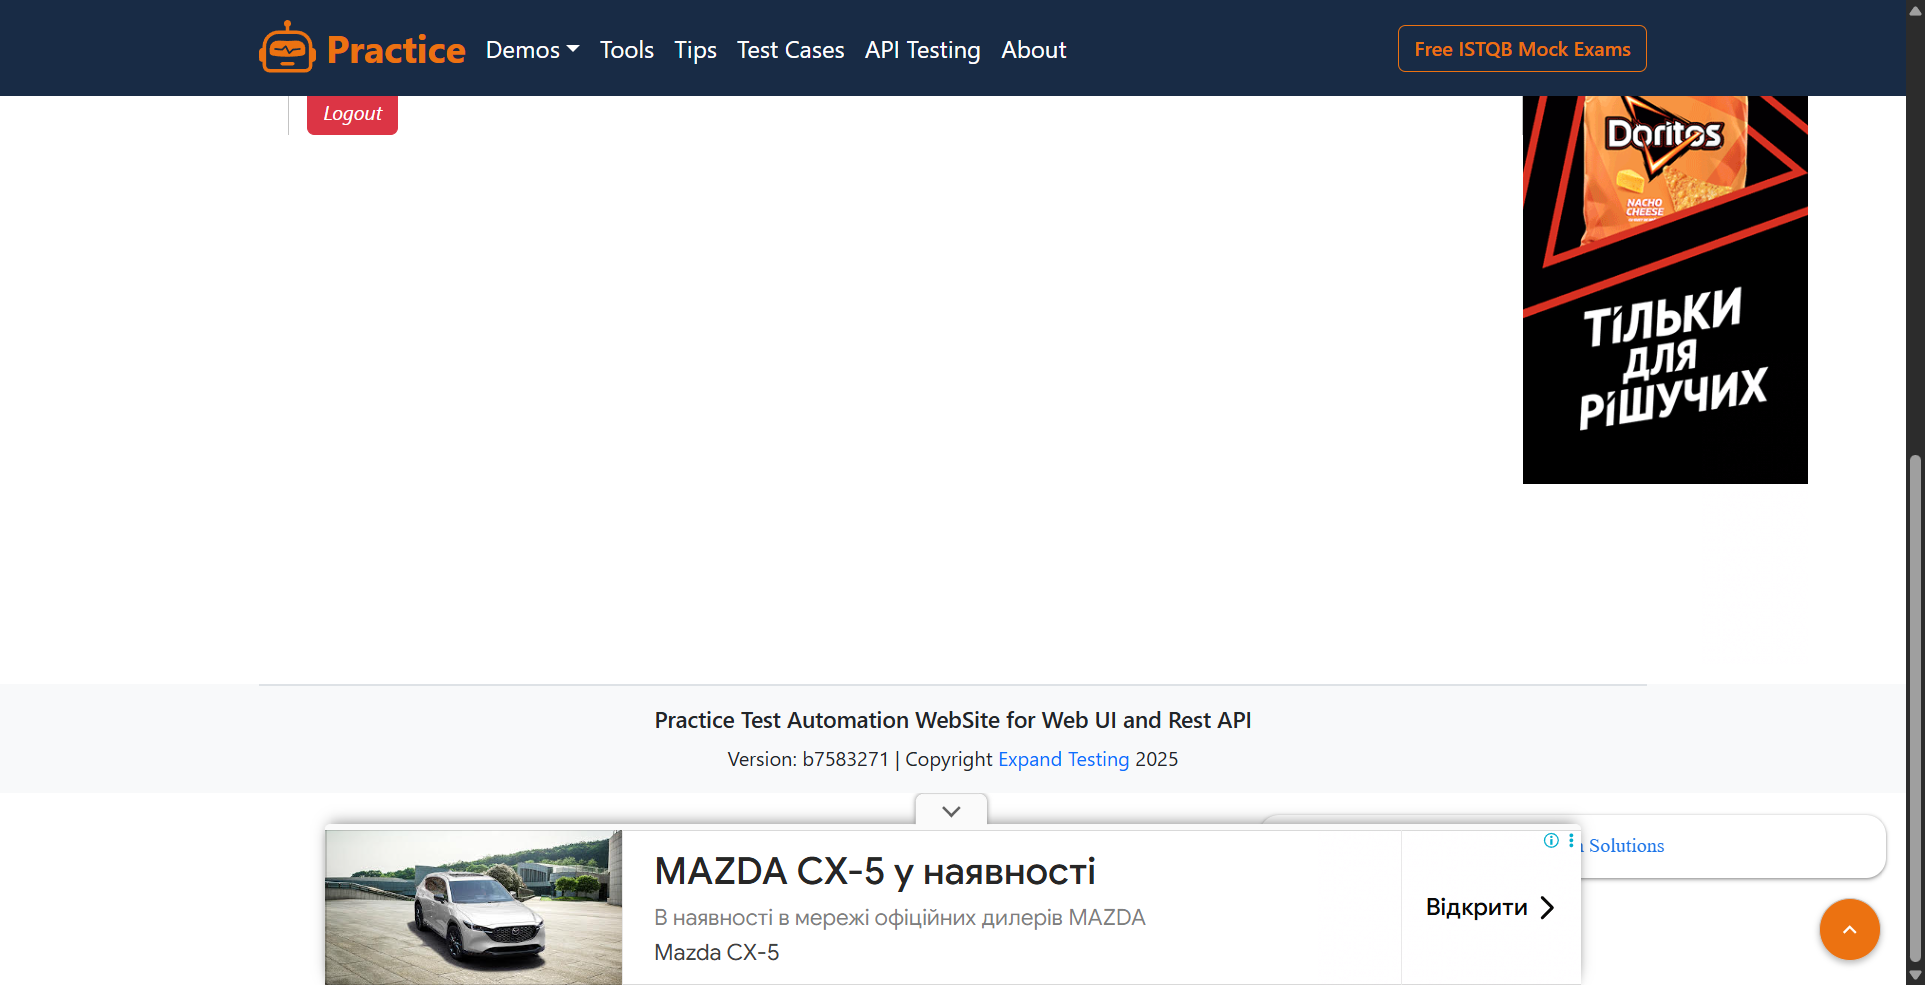 Practice
Demos
Tools
Tips
Test Cases
API Testing
About
Free ISTQB Mock Exams
Logout
Doritos
NACHO
CHEESE
ТІЛЬКИ
ДЛЯ
РІШУЧИХ
Practice Test Automation WebSite for Web UI and Rest API
Version: b7583271 | Copyright Expand Testing 2025
MAZDA CX-5 у наявності
В наявності в мережі офіційних дилерів MAZDA
Mazda CX-5
Відкрити
Solutions